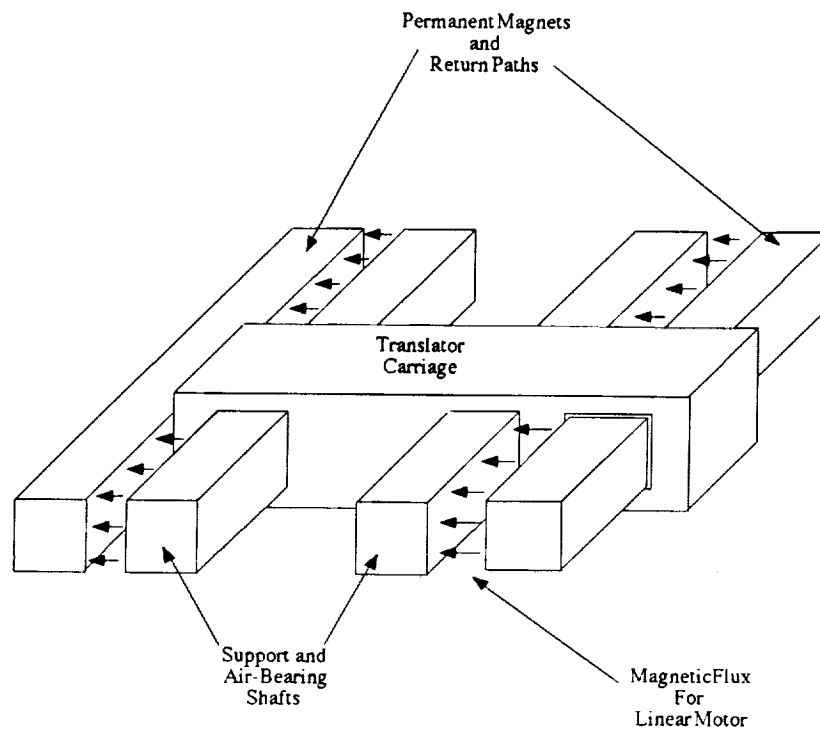 Permanent Magnets
and
Return Paths
Translator
Carriage
Support and
Air-Bearing
Shafts
MagneticFlux
For
Linear Motor